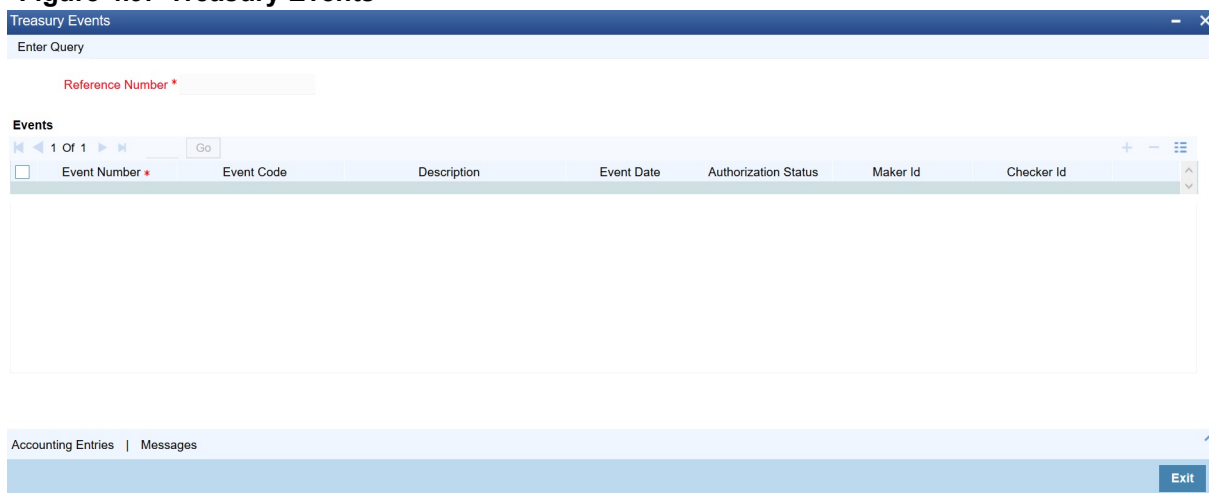 Treasury Events
Enter Query
Reference Number *
Events
1 Of 1 Go
Event Number * Event Code Description Event Date Authorization Status Maker Id Checker Id
Accounting Entries | Messages
Exit